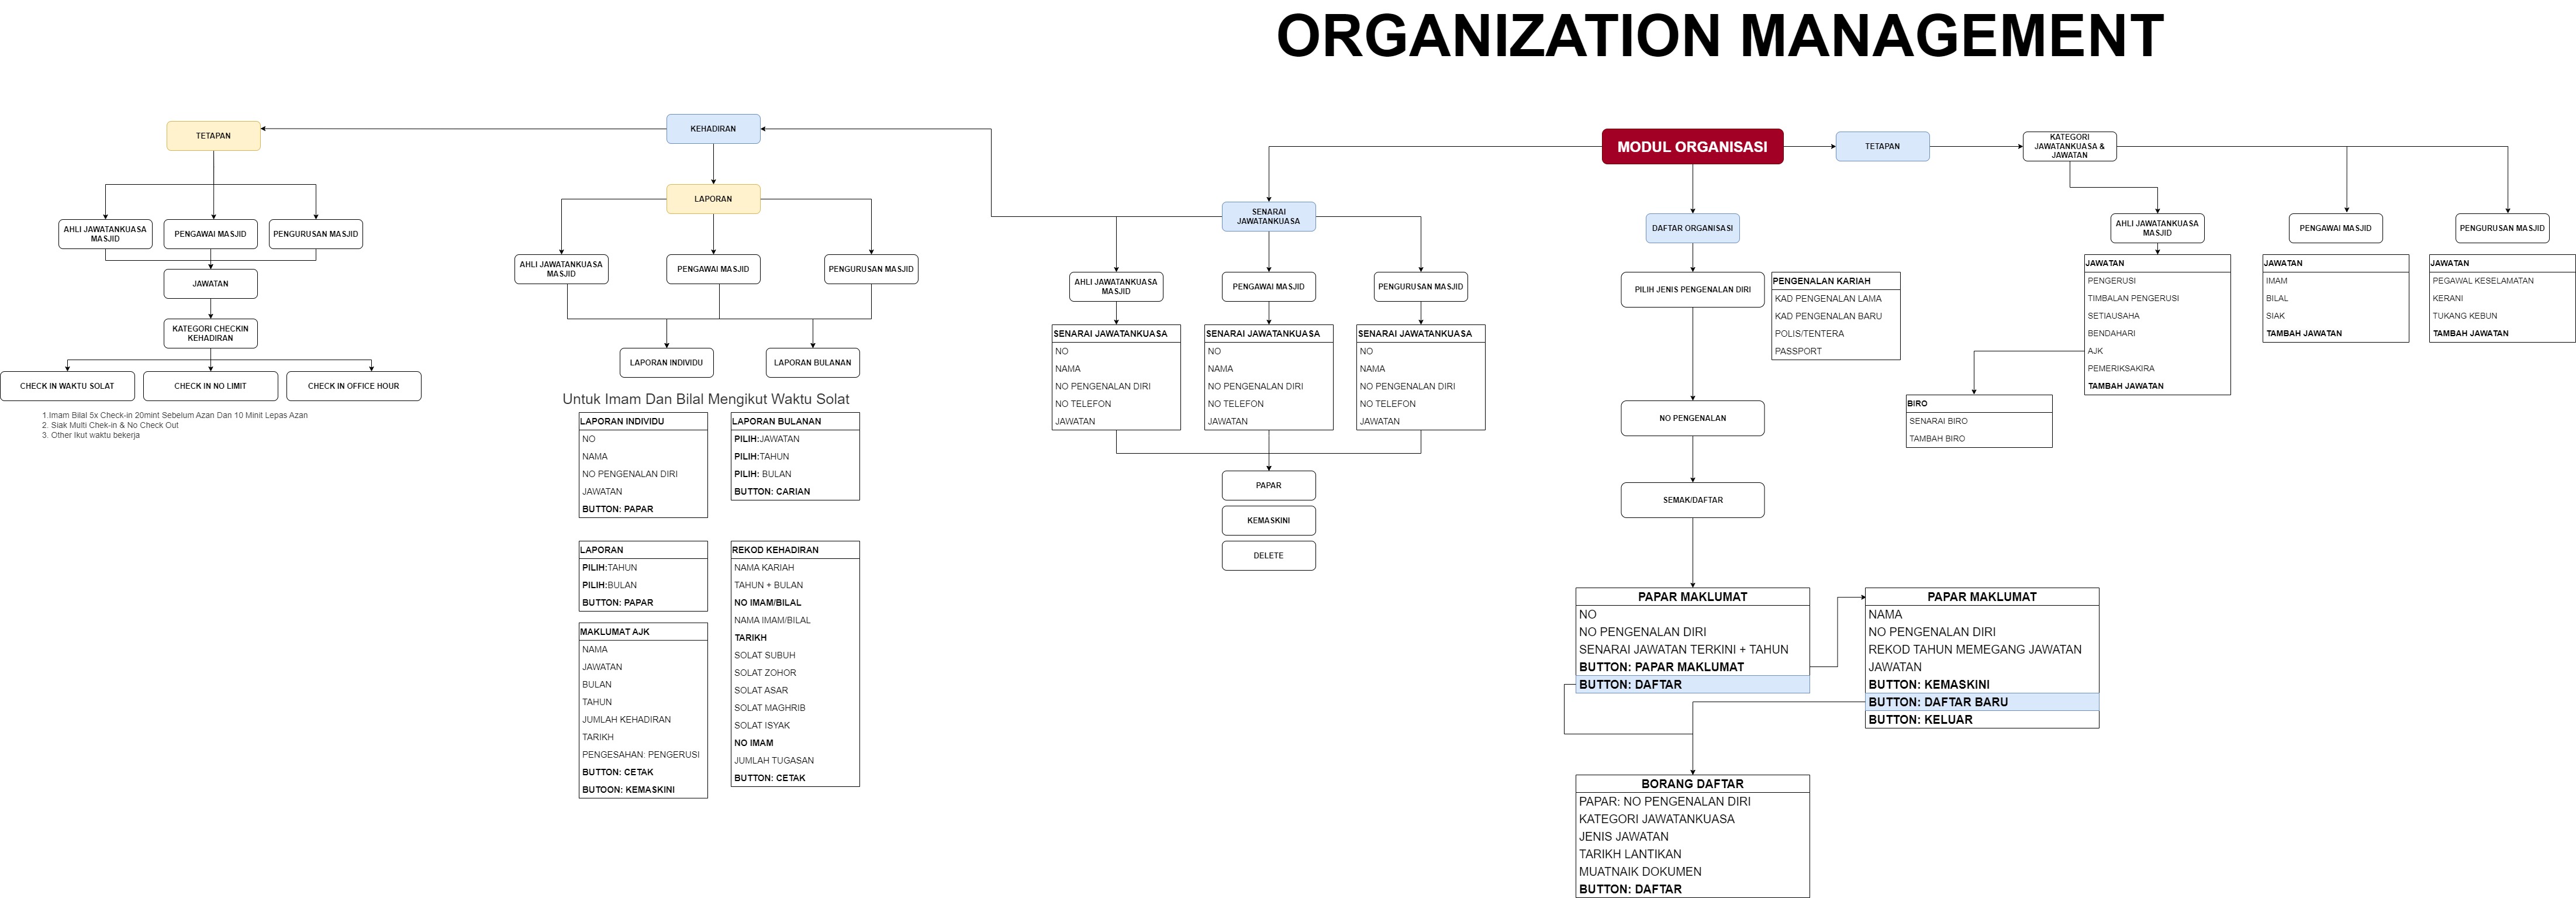 ORGANIZATION MANAGEMENT
TETAPAN
AHLI JAWATANKUASA
MASJID
PENGAWAI MASJID
PENGURUSAN MASJID
JAWATAN
KATEGORI CHECKIN
KEHADIRAN
CHECK IN WAKTU SOLAT
CHECK IN NO LIMIT
CHECK IN OFFICE HOUR
1.Imam Bilal 5x Check-in 20mint Sebelum Azan Dan 10 Minit Lepas Azan
2. Siak Multi Chek-in & No Check Out
3. Other Ikut waktu bekerja
KEHADIRAN
LAPORAN
AHLI JAWATANKUASA
MASJID
PENGAWAI MASJID
PENGURUSAN MASJID
LAPORAN INDIVIDU
LAPORAN BULANAN
Untuk Imam Dan Bilal Mengikut Waktu Solat
LAPORAN INDIVIDU
NO
NAMA
NO PENGENALAN DIRI
JAWATAN
BUTTON: PAPAR
LAPORAN BULANAN
PILIH:JAWATAN
PILIH:TAHUN
PILIH: BULAN
BUTTON: CARIAN
LAPORAN
PILIH:TAHUN
PILIH:BULAN
BUTTON: PAPAR
MAKLUMAT AJK
NAMA
JAWATAN
BULAN
TAHUN
JUMLAH KEHADIRAN
TARIKH
PENGESAHAN: PENGERUSI
BUTTON: CETAK
BUTOON: KEMASKINI
REKOD KEHADIRAN
NAMA KARIAH
TAHUN + BULAN
NO IMAM/BILAL
NAMA IMAM/BILAL
TARIKH
SOLAT SUBUH
SOLAT ZOHOR
SOLAT ASAR
SOLAT MAGHRIB
SOLAT ISYAK
NO IMAM
JUMLAH TUGASAN
BUTTON: CETAK
SENARAI
JAWATANKUASA
AHLI JAWATANKUASA
MASJID
PENGAWAI MASJID
PENGURUSAN MASJID
SENARAI JAWATANKUASA
NO
NAMA
NO PENGENALAN DIRI
NO TELEFON
JAWATAN
SENARAI JAWATANKUASA
NO
NAMA
NO PENGENALAN DIRI
NO TELEFON
JAWATAN
SENARAI JAWATANKUASA
NO
NAMA
NO PENGENALAN DIRI
NO TELEFON
JAWATAN
PAPAR
KEMASKINI
DELETE
MODUL ORGANISASI
DAFTAR ORGANISASI
PILIH JENIS PENGENALAN DIRI
PENGENALAN KARIAH
KAD PENGENALAN LAMA
KAD PENGENALAN BARU
POLIS/TENTERA
PASSPORT
NO PENGENALAN
SEMAK/DAFTAR
PAPAR MAKLUMAT
NO
NO PENGENALAN DIRI
SENARAI JAWATAN TERKINI + TAHUN
BUTTON: PAPAR MAKLUMAT
BUTTON: DAFTAR
PAPAR MAKLUMAT
NAMA
NO PENGENALAN DIRI
REKOD TAHUN MEMEGANG JAWATAN
JAWATAN
BUTTON: KEMASKINI
BUTTON: DAFTAR BARU
BUTTON: KELUAR
BORANG DAFTAR
PAPAR: NO PENGENALAN DIRI
KATEGORI JAWATANKUASA
JENIS JAWATAN
TARIKH LANTIKAN
MUATNAIK DOKUMEN
BUTTON: DAFTAR
TETAPAN
KATEGORI
JAWATANKUASA &
JAWATAN
AHLI JAWATANKUASA
MASJID
JAWATAN
PENGERUSI
TIMBALAN PENGERUSI
SETIAUSAHA
BENDAHARI
AJK
PEMERIKSAKIRA
TAMBAH JAWATAN
BIRO
SENARAI BIRO
TAMBAH BIRO
PENGAWAI MASJID
JAWATAN
IMAM
BILAL
SIAK
TAMBAH JAWATAN
PENGURUSAN MASJID
JAWATAN
PEGAWAL KESELAMATAN
KERANI
TUKANG KEBUN
TAMBAH JAWATAN